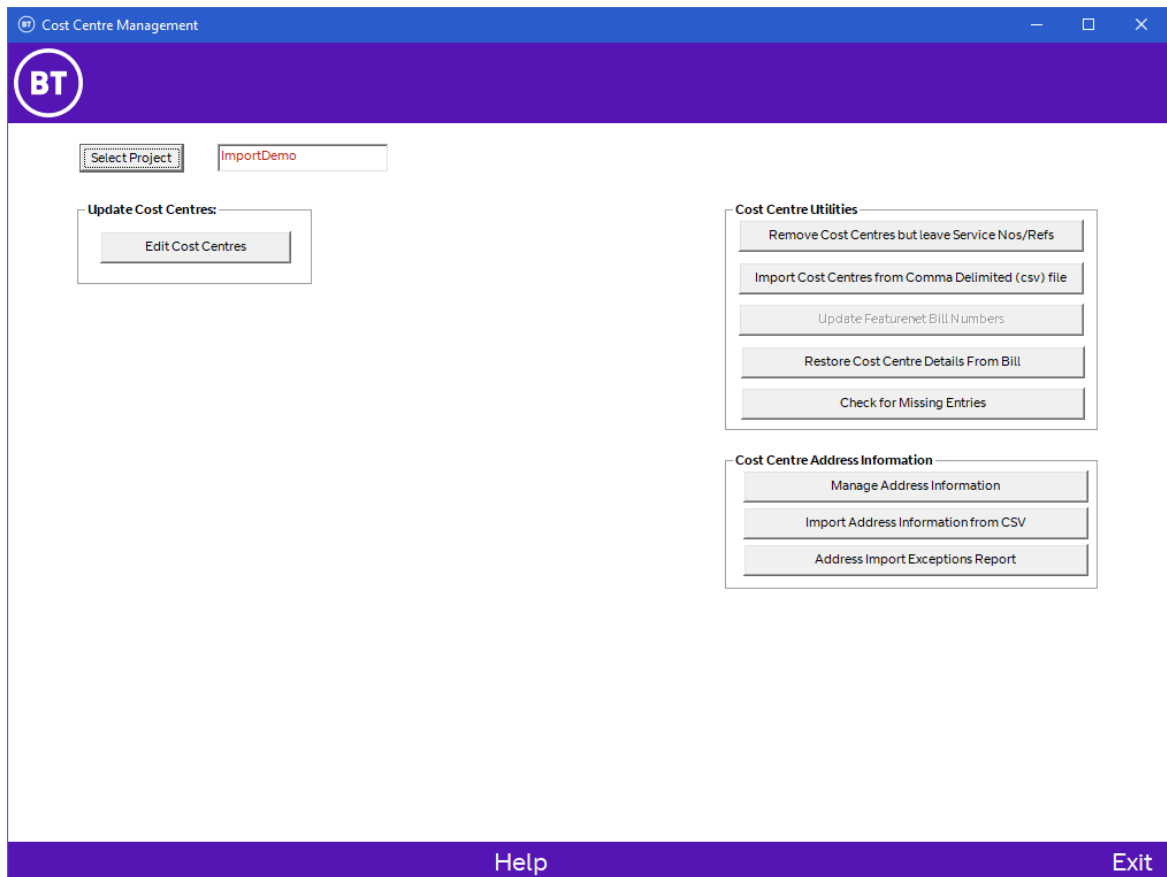 BT Cost Centre Management
BT
Select Project ImportDemo
Update Cost Centres:
Edit Cost Centres
Cost Centre Utilities
Remove Cost Centres but leave Service Nos/Refs
Import Cost Centres from Comma Delimited (csv) file
Update Featurenet Bill Numbers
Restore Cost Centre Details From Bill
Check for Missing Entries
Cost Centre Address Information
Manage Address Information
Import Address Information from CSV
Address Import Exceptions Report
Help Exit